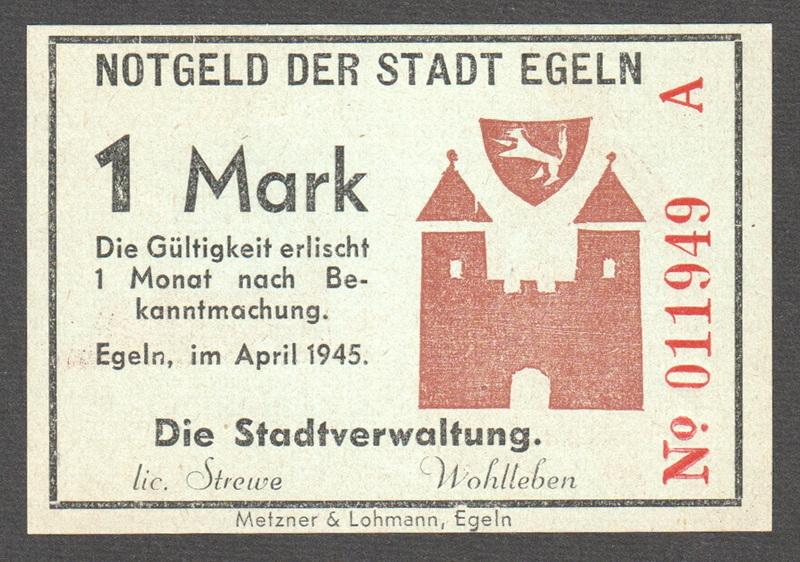 NOTGELD DER STADT EGELN
1 Mark
Die Gültigkeit erlischt
1 Monat nach Be-
kanntmachung.
Egeln, im April 1945.
Die Stadtverwaltung.
lic. Strewe Wohlleben
Metzner & Lohmann, Egeln
No 011949 A